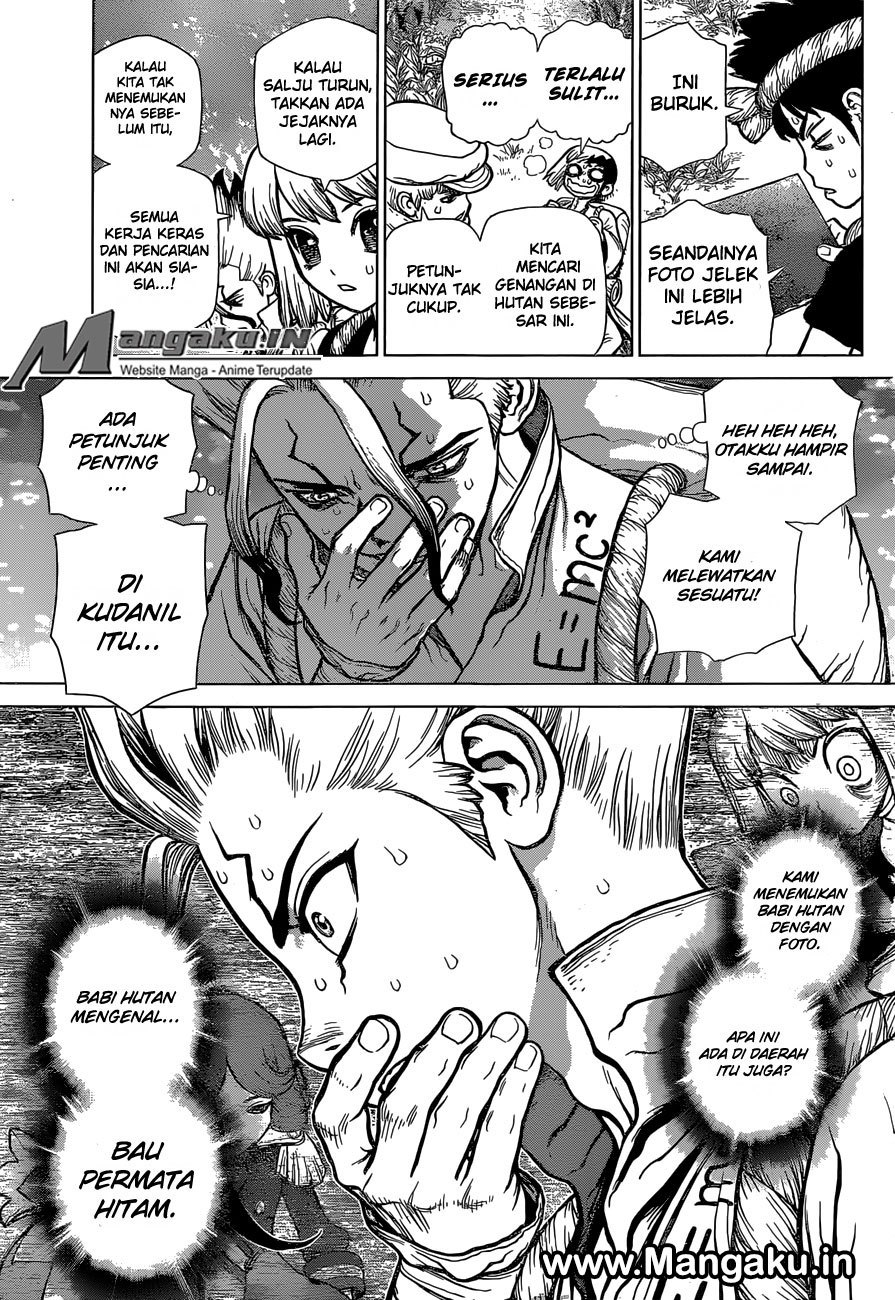 INI
BURUK.
SEANDAINYA
FOTO JELEK
INI LEBIH
JELAS.
TERLALU
SULIT...
SERIUS
...
KITA
MENCARI
GENANGAN DI
HUTAN SEBE-
SAR INI.
PETUN-
JUKNYA TAK
CUKUP.
KALAU
SALJU TURUN,
TAKKAN ADA
JEJAKNYA
LAGI.
KALAU
KITA TAK
MENEMUKAN
NYA SEBE-
LUM ITU,
SEMUA
KERJA KERAS
DAN PENCARIAN
INI AKAN SIA-
SIA...!
Mangaku.iN
Website Manga - Anime Terupdate
HEH HEH HEH,
OTAKKU HAMPIR
SAMPAI.
KAMI
MELEWATKAN
SESUATU!
E=mc²
ADA
PETUNJUK
PENTING
...
DI
KUDANIL
ITU...
KAMI
MENEMUKAN
BABI HUTAN
DENGAN
FOTO.
APA INI
ADA DI DAERAH
ITU JUGA?
BABI HUTAN
MENGENAL...
BAU
PERMATA
HITAM.
www.Mangaku.in